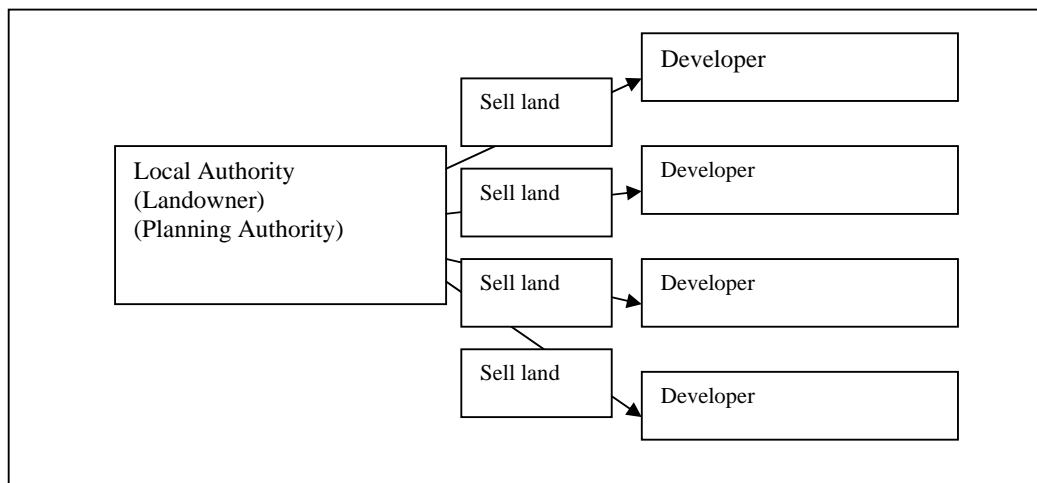 Local Authority
(Landowner)
(Planning Authority)
Sell land
Sell land
Sell land
Sell land
Developer
Developer
Developer
Developer